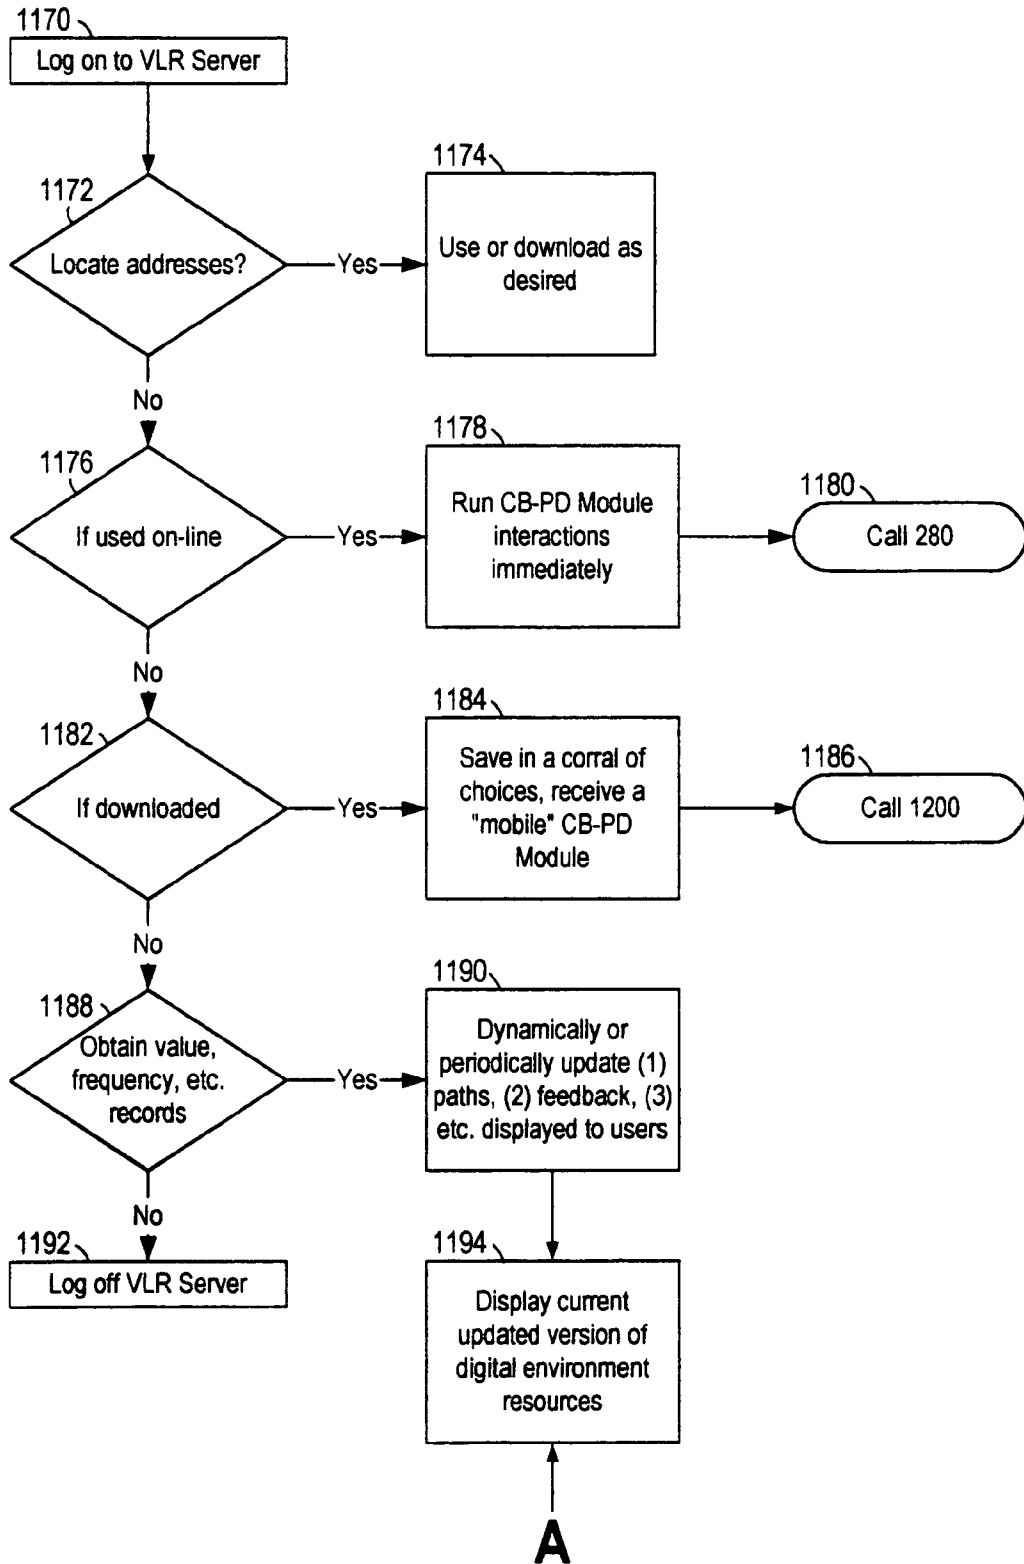 1170
Log on to VLR Server
1172
Locate addresses?
Yes
1174
Use or download as
desired
No
1176
If used on-line
Yes
1178
Run CB-PD Module
interactions
immediately
1180
Call 280
No
1182
If downloaded
Yes
1184
Save in a corral of
choices, receive a
"mobile" CB-PD
Module
1186
Call 1200
No
1188
Obtain value,
frequency, etc.
records
Yes
1190
Dynamically or
periodically update (1)
paths, (2) feedback, (3)
etc. displayed to users
No
1192
Log off VLR Server
1194
Display current
updated version of
digital environment
resources
A